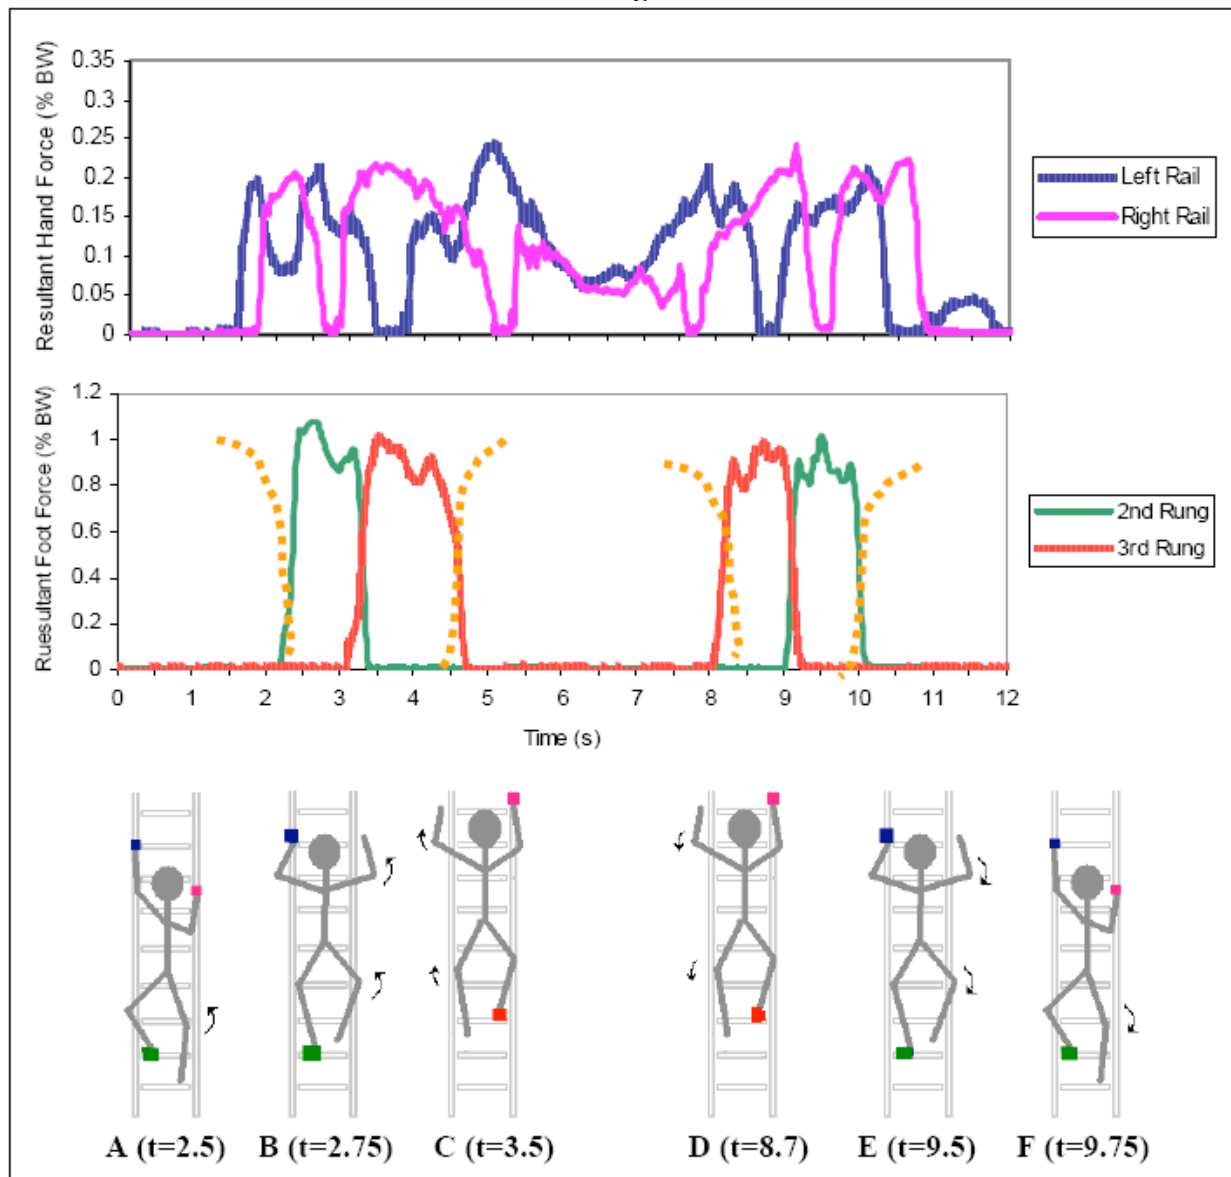 Resultant Hand Force (% BW)
0.35
0.3
0.25
0.2
0.15
0.1
0.05
0
Left Rail
Right Rail
Ruesultant Foot Force (% BW)
1.2
1
0.8
0.6
0.4
0.2
0
0 1 2 3 4 5 6 7 8 9 10 11 12
Time (s)
2nd Rung
3rd Rung
A (t=2.5) B (t=2.75) C (t=3.5) D (t=8.7) E (t=9.5) F (t=9.75)